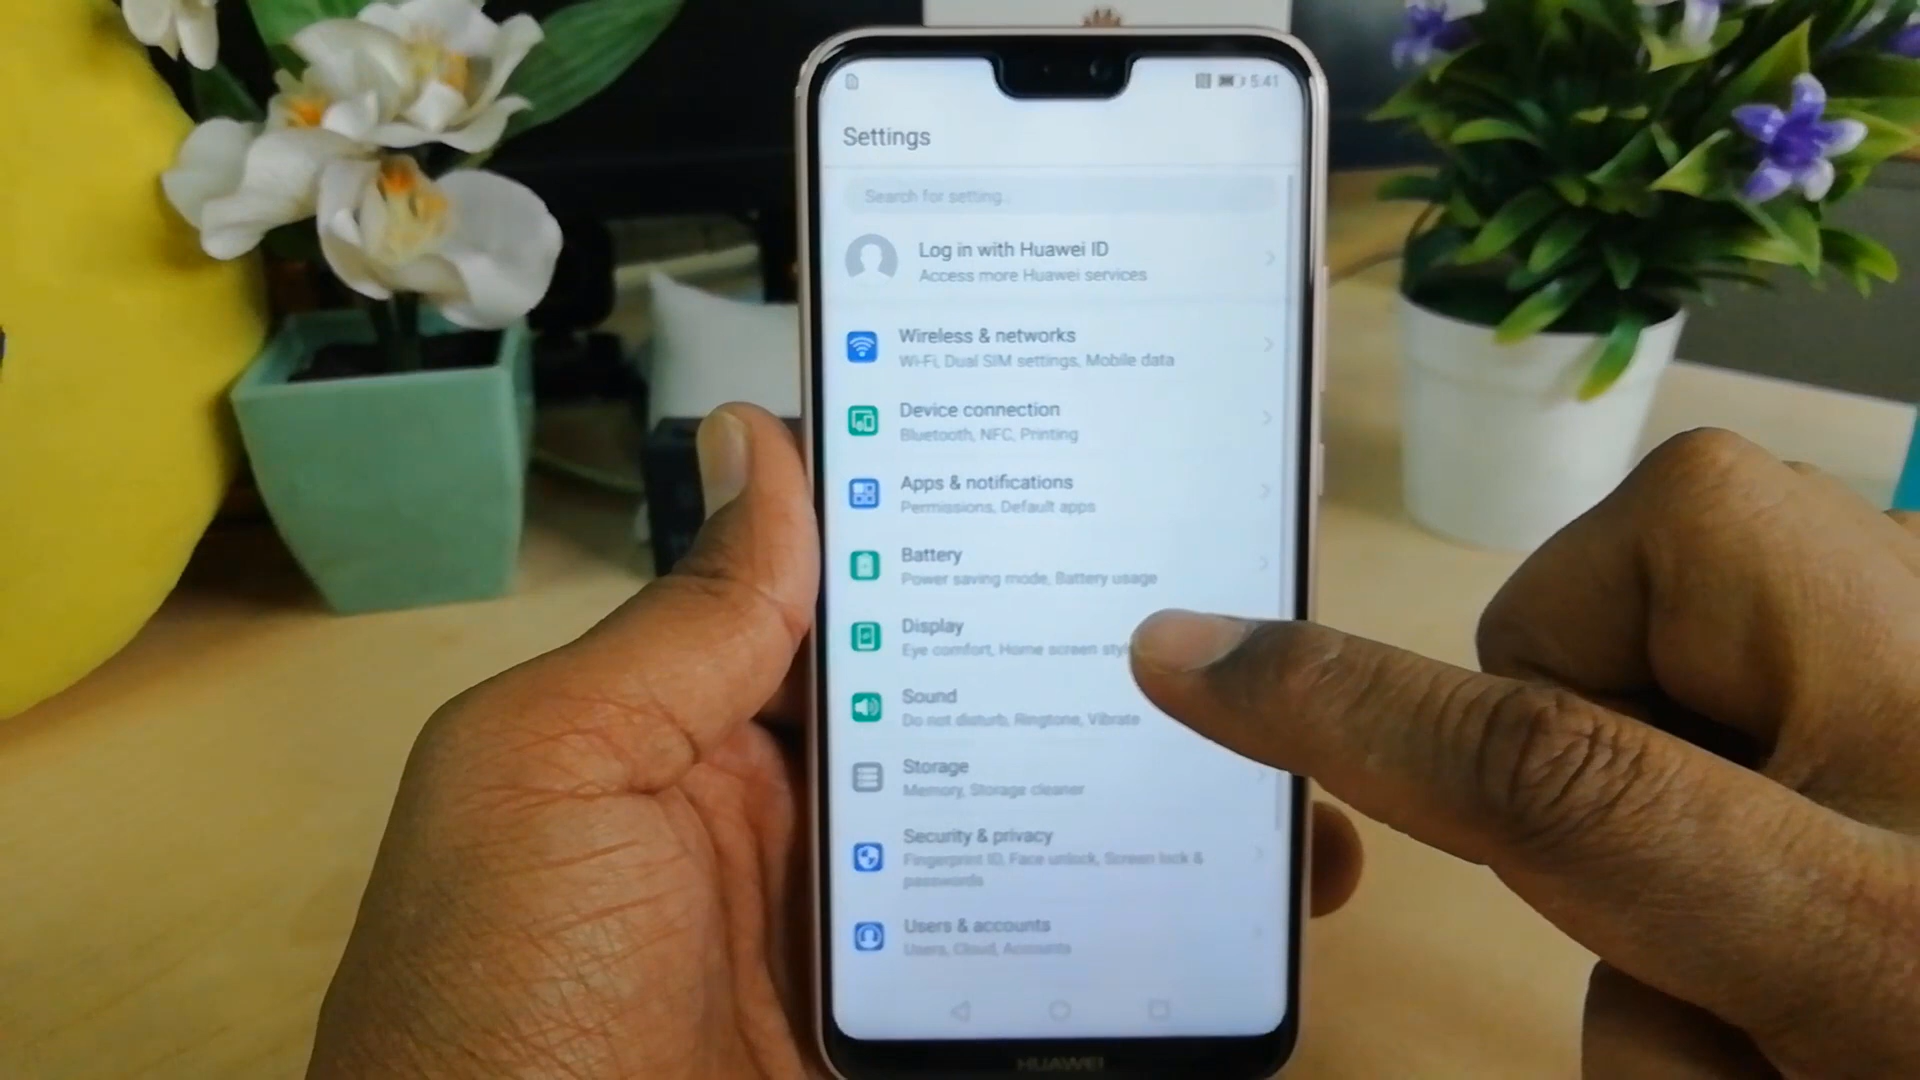 5:41
Settings
Search for setting..
Log in with Huawei ID
Access more Huawei services
Wireless & networks
Wi-Fi, Dual SIM settings, Mobile data
Device connection
Bluetooth, NFC, Printing
Apps & notifications
Permissions, Default apps
Battery
Power saving mode, Battery usage
Display
Eye comfort, Home screen style
Sound
Do not disturb, Ringtone, Vibrate
Storage
Memory, Storage cleaner
Security & privacy
Fingerprint ID, Face unlock, Screen lock &
passwords
Users & accounts
Users, Cloud, Accounts
HUAWEI